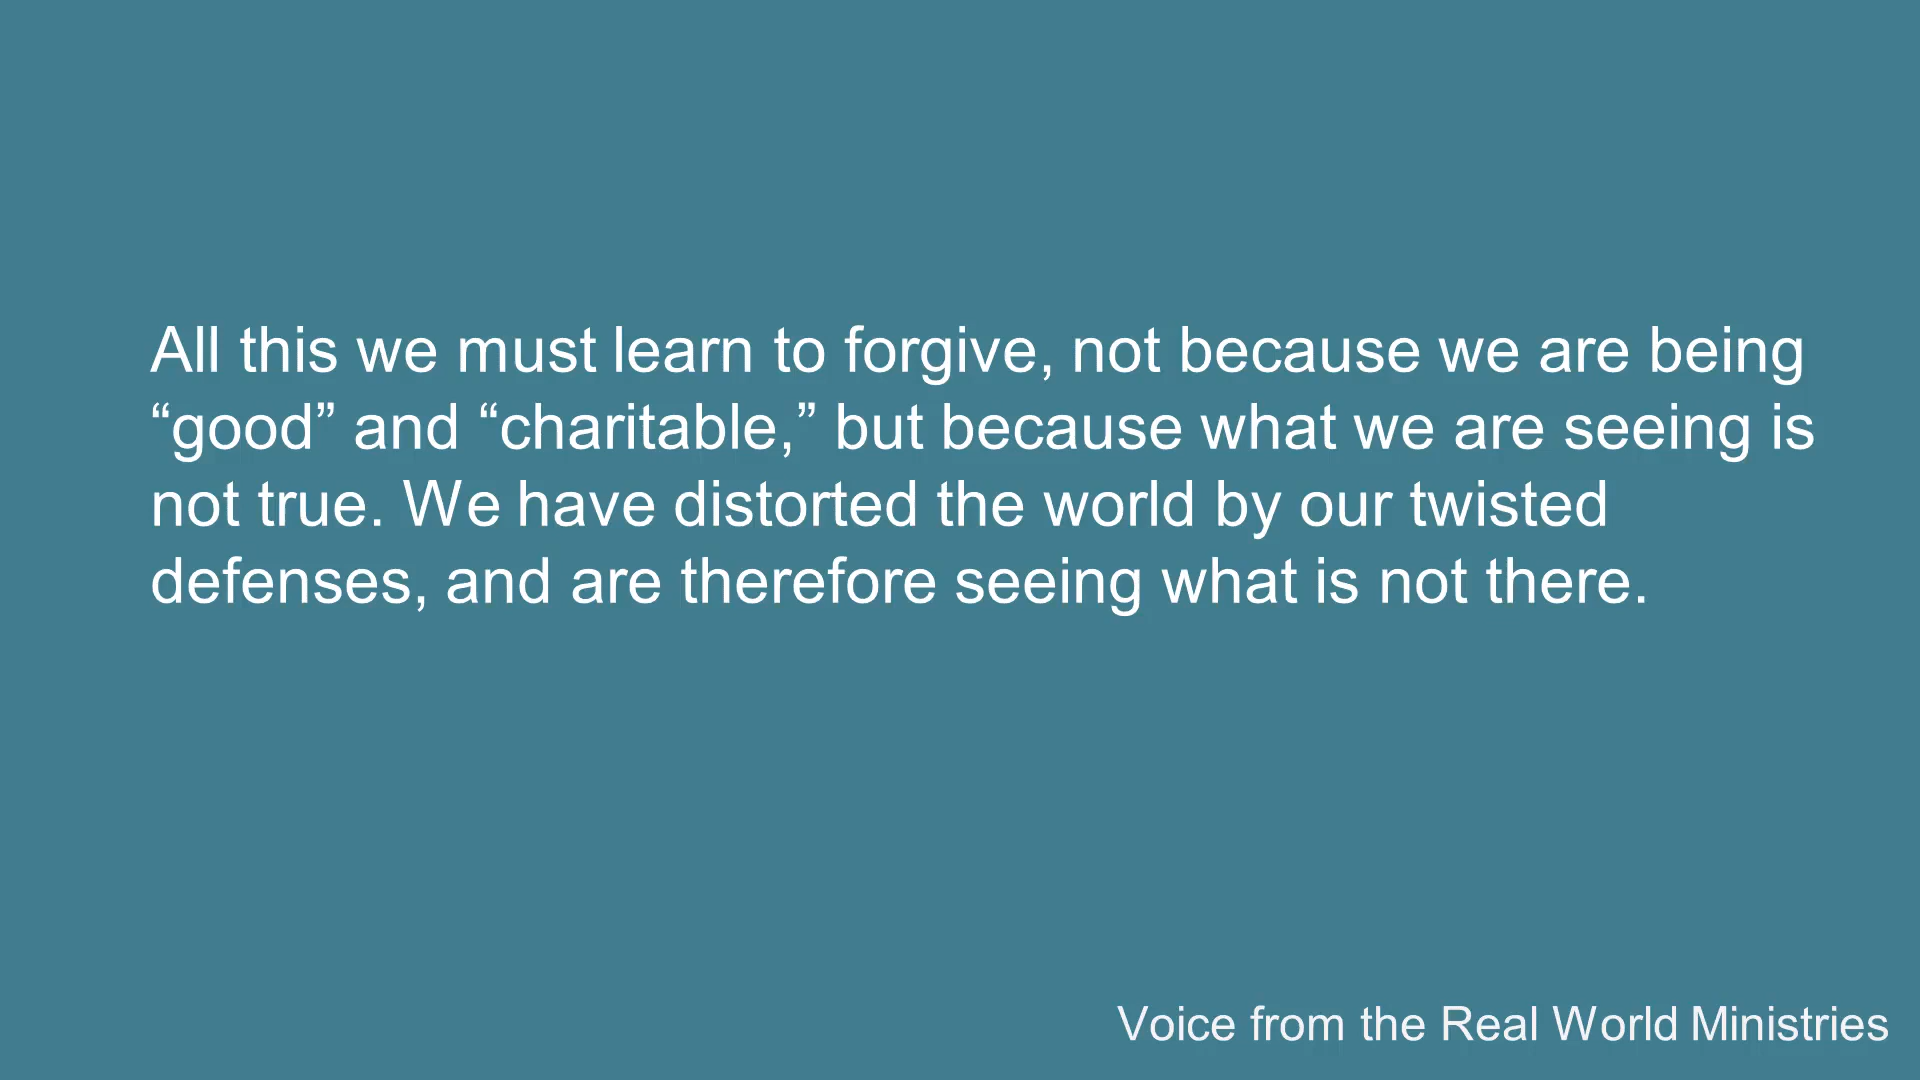 All this we must learn to forgive, not because we are being
“good” and “charitable,” but because what we are seeing is
not true. We have distorted the world by our twisted
defenses, and are therefore seeing what is not there.
Voice from the Real World Ministries